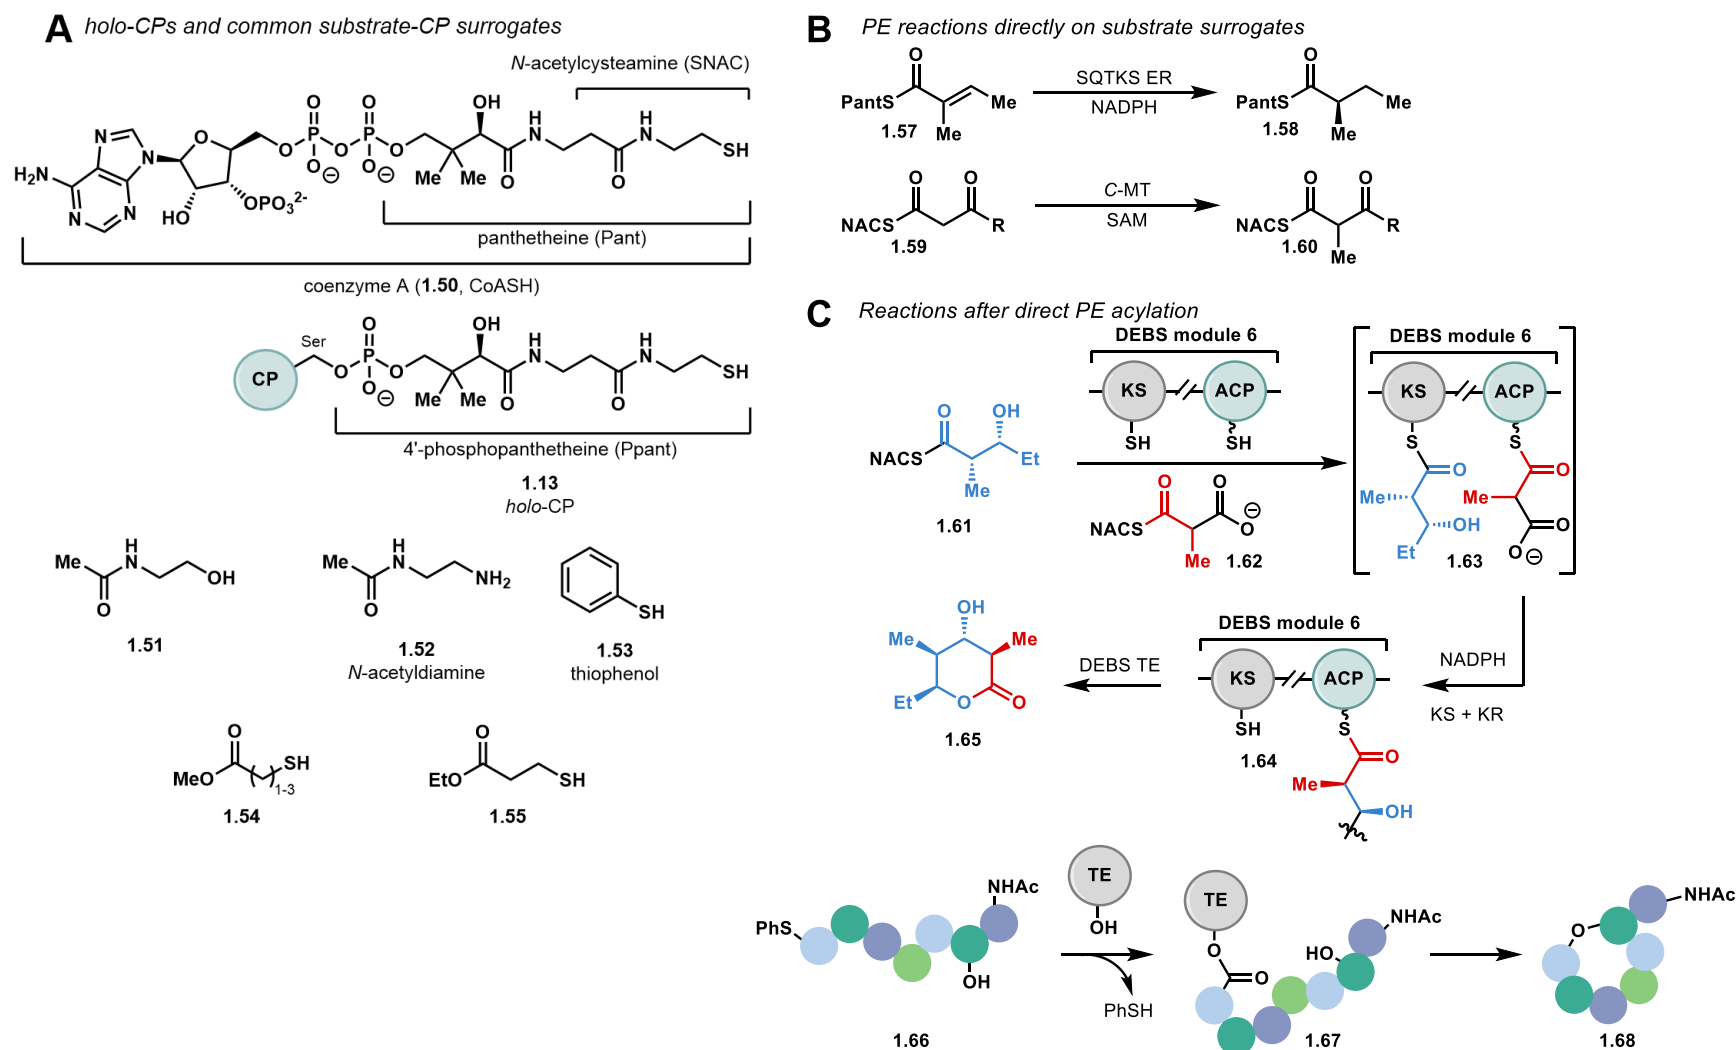 A holo-CPs and common substrate-CP surrogates
N-acetylcysteamine (SNAC)
NH2
N
N
N
N
O
HO
OPO3 2-
O
P
O
O ⊖
O
P
O
O ⊖
O
Me Me
OH
O
H
N
O
H
N
SH
panthetheine (Pant)
coenzyme A (1.50, CoASH)
CP
Ser
O
O
P
O ⊖
O
Me Me
OH
O
H
N
O
H
N
SH
4'-phosphopanthetheine (Ppant)
1.13
holo-CP
Me
O
H
N
OH
1.51
Me
O
H
N
NH2
1.52
N-acetyldiamine
SH
1.53
thiophenol
MeO
O
SH
1-3
1.54
EtO
O
SH
1.55
B PE reactions directly on substrate surrogates
PantS
O
Me
Me
1.57
SQTKS ER
NADPH
PantS
O
Me
Me
1.58
NACS
O O
R
1.59
C-MT
SAM
NACS
O O
R
Me
1.60
C Reactions after direct PE acylation
NACS
O OH
Et
Me
1.61
DEBS module 6
KS ACP
SH SH
NACS
O O
O ⊖
Me
1.62
DEBS module 6
KS ACP
S S
O O
Me Me
OH O
Et O ⊖
1.63
NADPH
KS + KR
DEBS module 6
KS ACP
SH S
O
Me
OH
1.64
DEBS TE
OH
Me Me
Et O O
1.65
PhS
NHAc
OH
1.66
TE
OH
PhSH
TE
O
O
HO
NHAc
1.67
O
NHAc
1.68